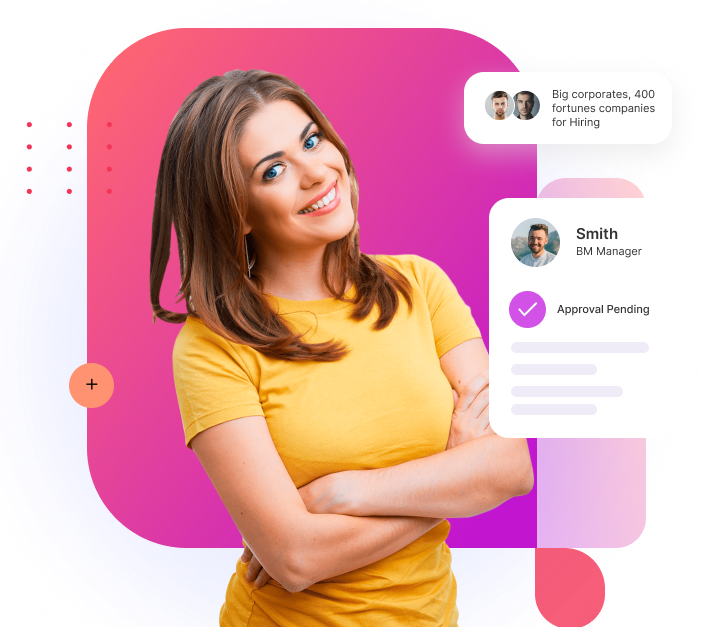 Big corporates, 400
fortunes companies
for Hiring
Smith
BM Manager
Approval Pending
+